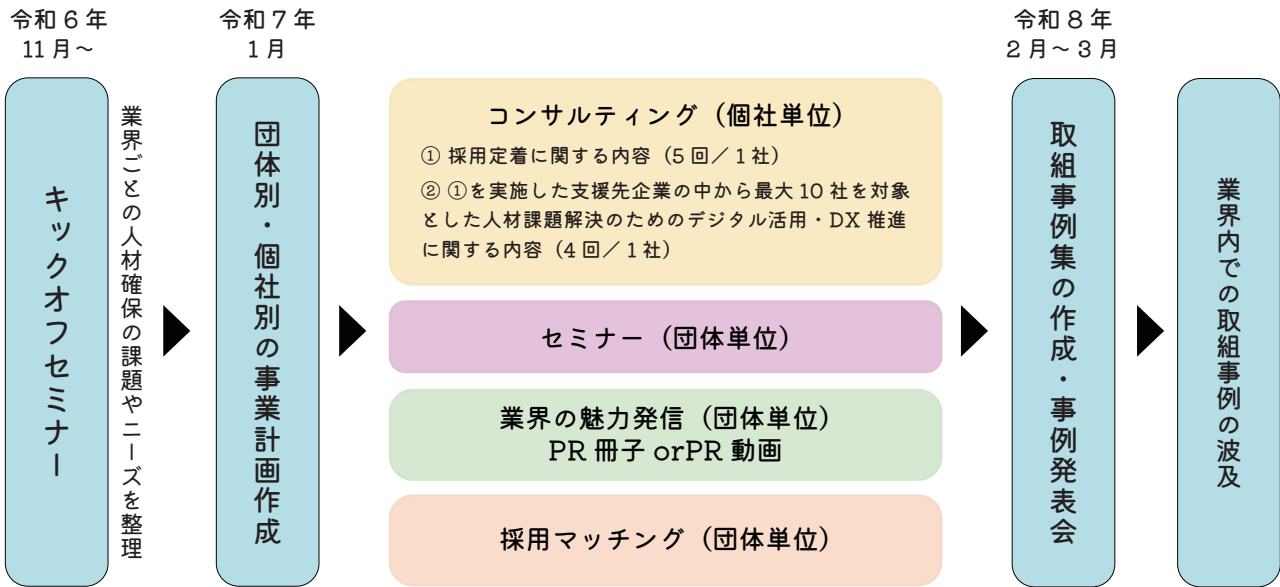 令和6年
11月～
キックオフセミナー
業界ごとの人材確保の課題やニーズを整理
令和7年
1月
団体別・個社別の事業計画作成
コンサルティング（個社単位）
① 採用定着に関する内容（5回／1社）
② ①を実施した支援先企業の中から最大10社を対象
とした人材課題解決のためのデジタル活用・DX推進
に関する内容（4回／1社）
セミナー（団体単位）
業界の魅力発信（団体単位）
PR冊子orPR動画
採用マッチング（団体単位）
令和8年
2月～3月
取組事例集の作成・事例発表会
業界内での取組事例の波及